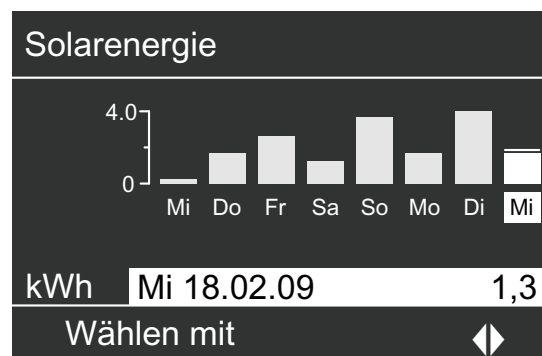 Solarenergie
4.0
0
Mi Do Fr Sa So Mo Di Mi
kWh Mi 18.02.09 1,3
Wählen mit